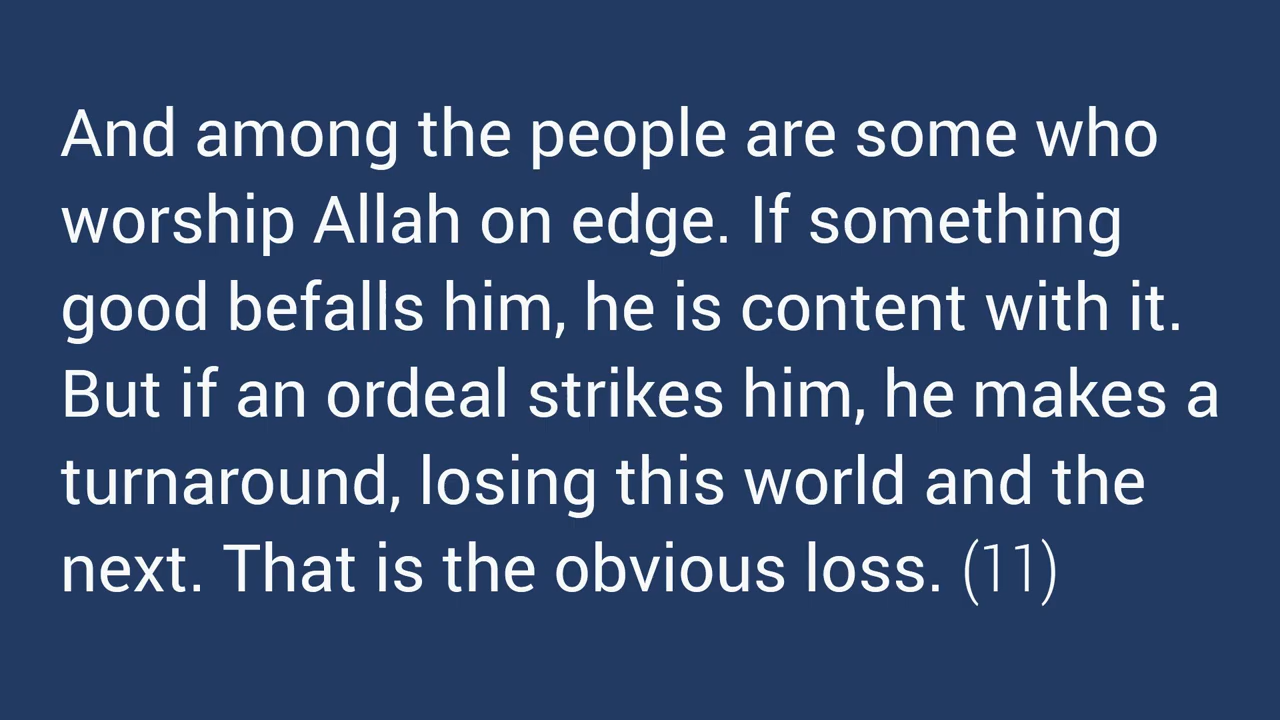 And among the people are some who
worship Allah on edge. If something
good befalls him, he is content with it.
But if an ordeal strikes him, he makes a
turnaround, losing this world and the
next. That is the obvious loss. (11)